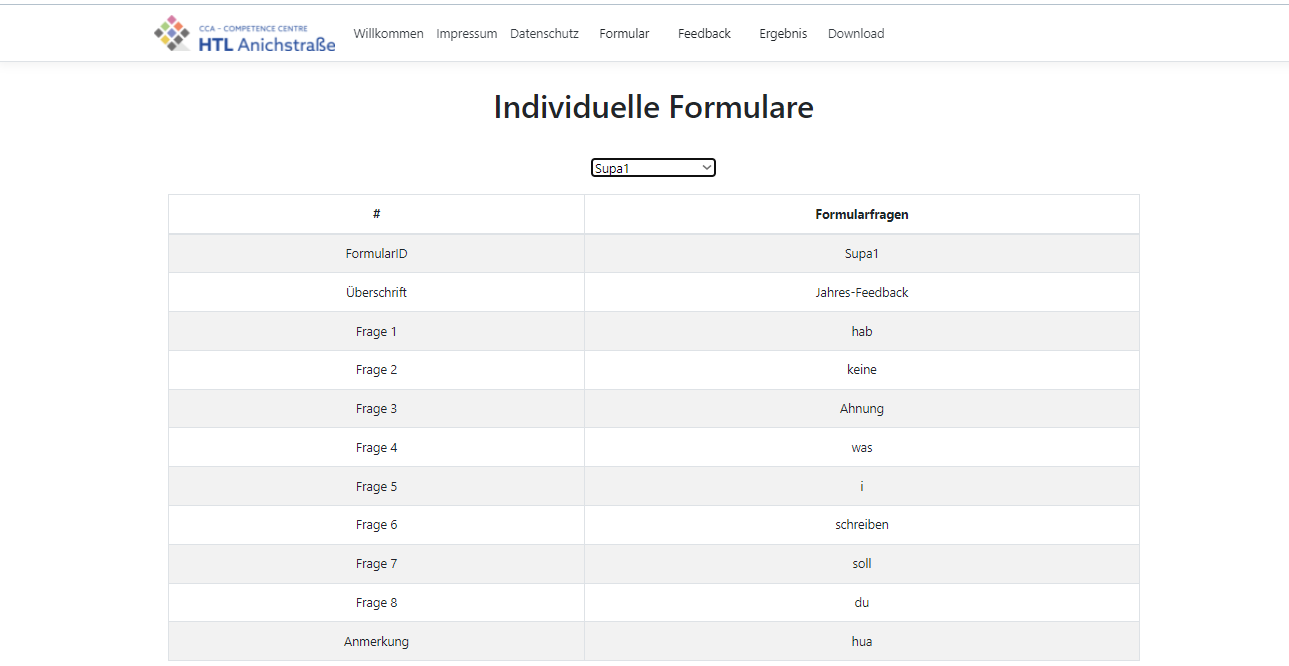 CCA - COMPETENCE CENTRE
HTL Anichstraße
Willkommen Impressum Datenschutz Formular Feedback Ergebnis Download
Individuelle Formulare
Supa1
# Formularfragen
FormularID Supa1
Überschrift Jahres-Feedback
Frage 1 hab
Frage 2 keine
Frage 3 Ahnung
Frage 4 was
Frage 5 i
Frage 6 schreiben
Frage 7 soll
Frage 8 du
Anmerkung hua